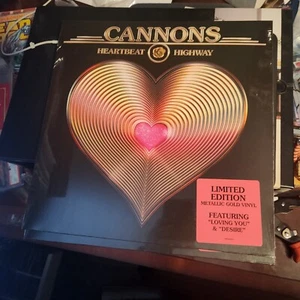 CANNONS
HEARTBEAT HIGHWAY
LIMITED
EDITION
METALLIC GOLD VINYL
FEATURING
"LOVING YOU"
& "DESIRE"